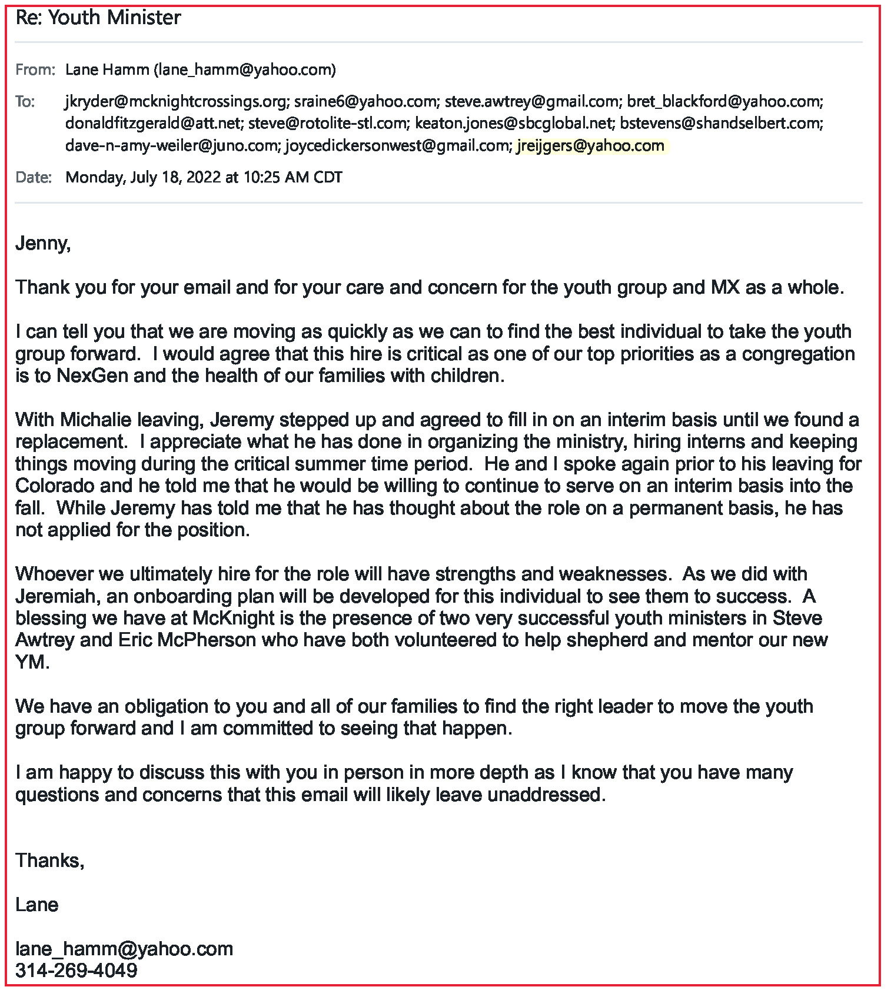 Re: Youth Minister
From: Lane Hamm (lane_hamm@yahoo.com)
To: jkryder@mcknightcrossings.org; sraine6@yahoo.com; steve.awtrey@gmail.com; bret_blackford@yahoo.com;
donaldfitzgerald@att.net; steve@rotolite-stl.com; keaton.jones@sbcglobal.net; bstevens@shandselbert.com;
dave-n-amy-weiler@juno.com; joycedickersonwest@gmail.com; jreijgers@yahoo.com
Date: Monday, July 18, 2022 at 10:25 AM CDT
Jenny,
Thank you for your email and for your care and concern for the youth group and MX as a whole.
I can tell you that we are moving as quickly as we can to find the best individual to take the youth
group forward.  I would agree that this hire is critical as one of our top priorities as a congregation
is to NexGen and the health of our families with children.
With Michalie leaving, Jeremy stepped up and agreed to fill in on an interim basis until we found a
replacement.  I appreciate what he has done in organizing the ministry, hiring interns and keeping
things moving during the critical summer time period.  He and I spoke again prior to his leaving for
Colorado and he told me that he would be willing to continue to serve on an interim basis into the
fall.  While Jeremy has told me that he has thought about the role on a permanent basis, he has
not applied for the position.
Whoever we ultimately hire for the role will have strengths and weaknesses.  As we did with
Jeremiah, an onboarding plan will be developed for this individual to see them to success.  A
blessing we have at McKnight is the presence of two very successful youth ministers in Steve
Awtrey and Eric McPherson who have both volunteered to help shepherd and mentor our new
YM.
We have an obligation to you and all of our families to find the right leader to move the youth
group forward and I am committed to seeing that happen.
I am happy to discuss this with you in person in more depth as I know that you have many
questions and concerns that this email will likely leave unaddressed.
Thanks,
Lane
lane_hamm@yahoo.com
314-269-4049